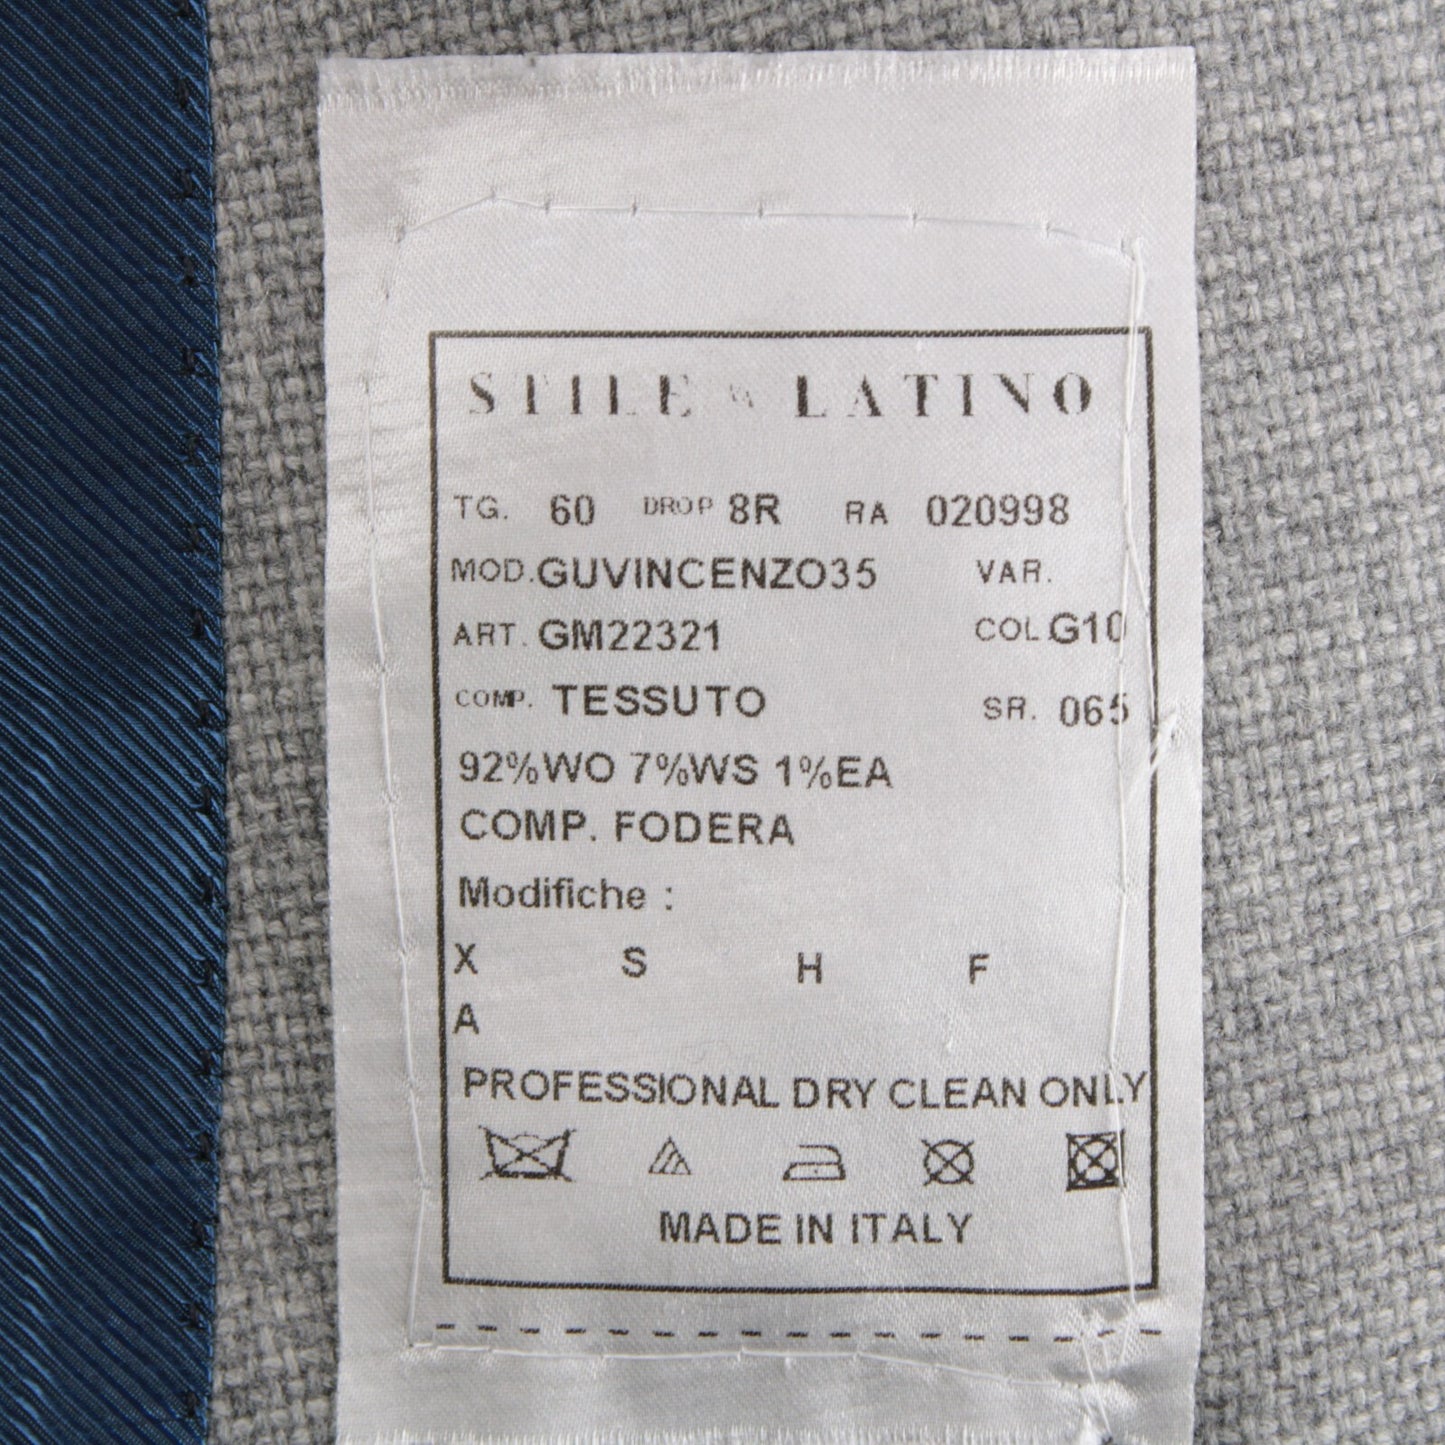 STILE LATINO
TG. 60 DROP 8R RA 020998
MOD. GUVINCENZO35 VAR.
ART. GM22321 COL G10
COMP. TESSUTO SR. 065
92%WO 7%WS 1%EA
COMP. FODERA
Modifiche :
X S H F
A
PROFESSIONAL DRY CLEAN ONLY
MADE IN ITALY